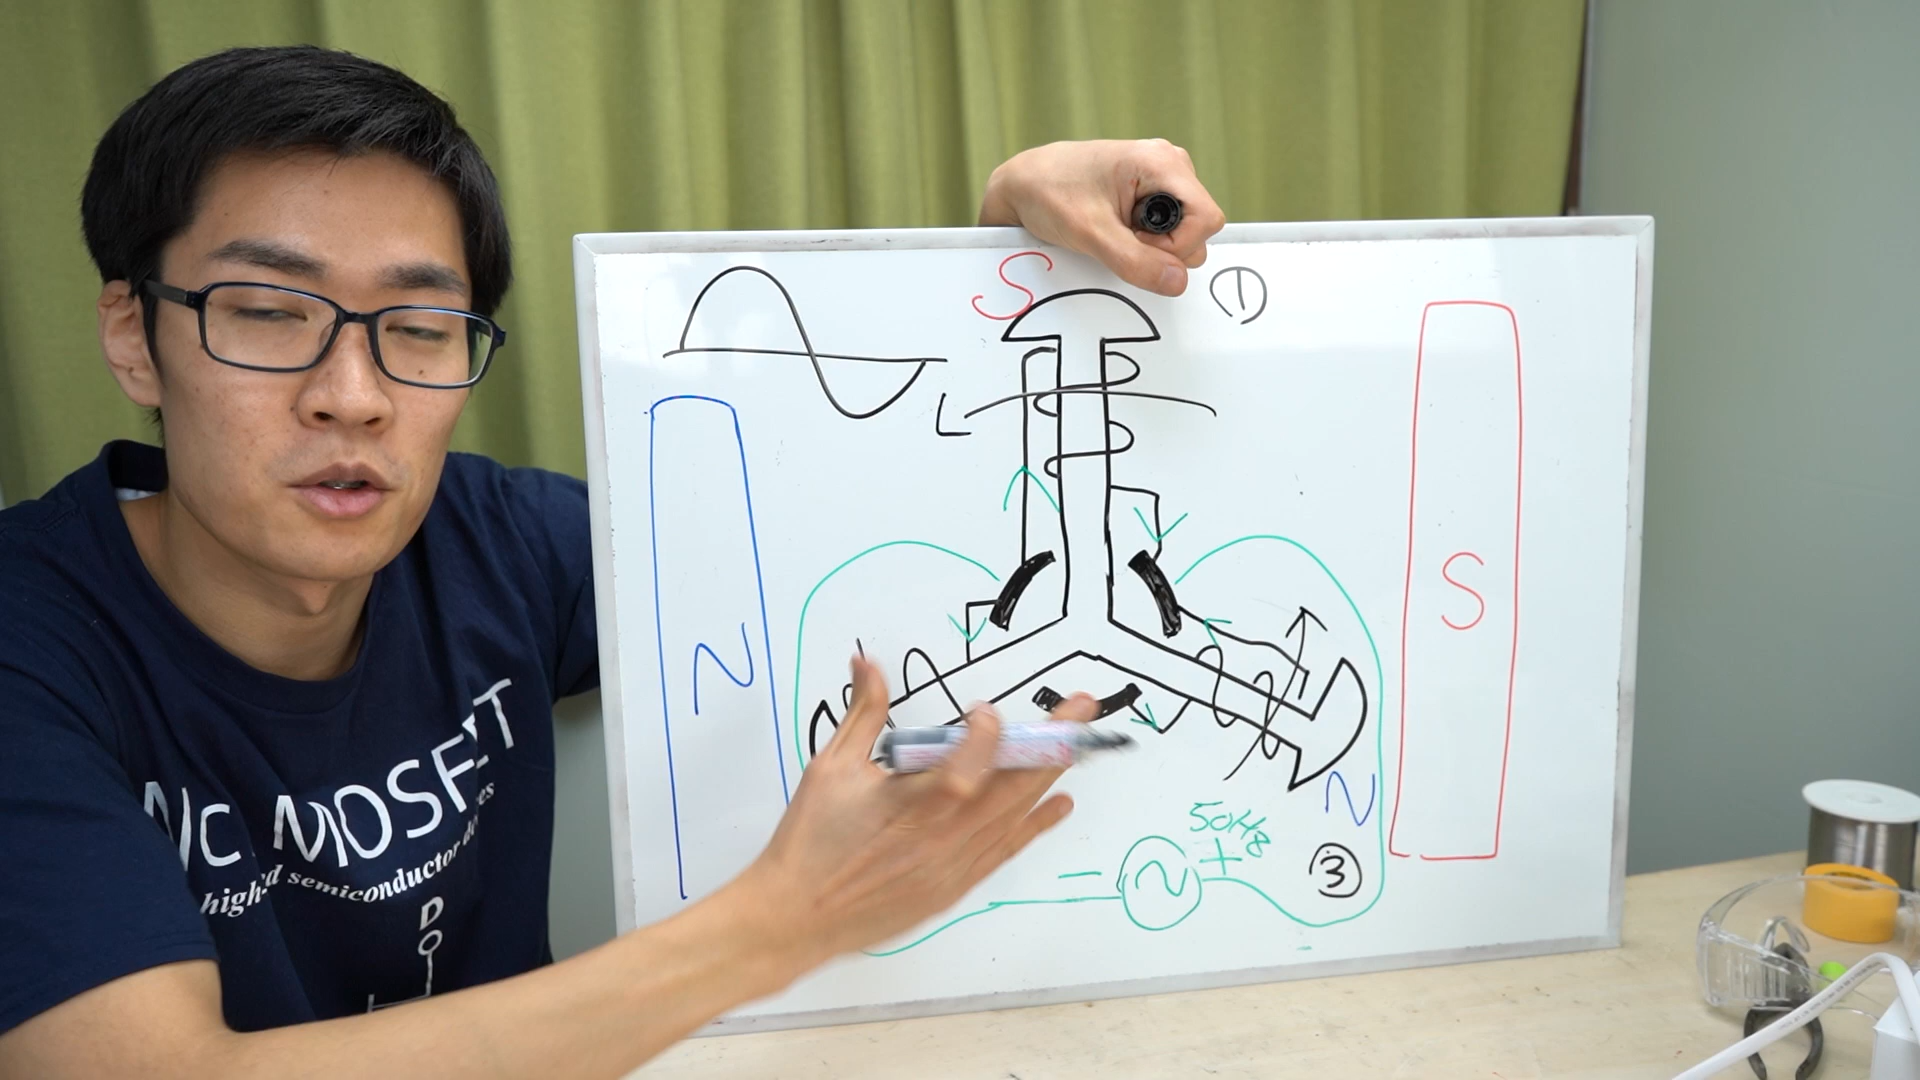 S
①
N
S
N
50Hz
+
−
~
③
MOSFET
semiconductor